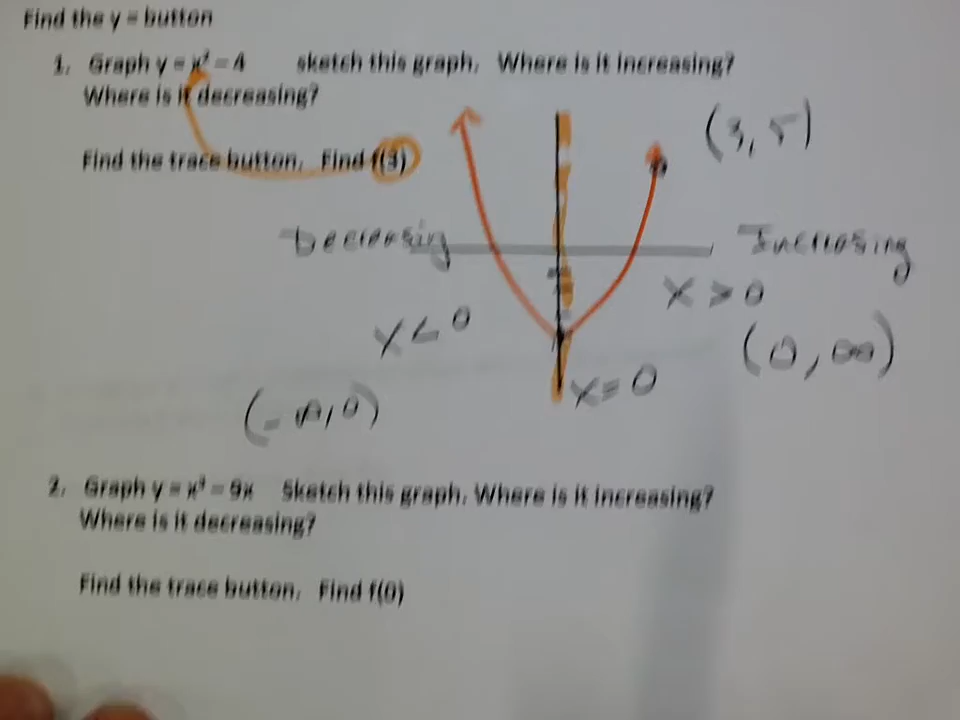 Find the y = button
1. Graph y = x² – 4 sketch this graph. Where is it increasing?
Where is it decreasing?
(3, 5)
Find the trace button. Find f(3)
Decreasing
Increasing
x > 0
x < 0
(0, ∞)
x = 0
(-∞, 0)
2. Graph y = x³ – 9x Sketch this graph. Where is it increasing?
Where is it decreasing?
Find the trace button. Find f(0)